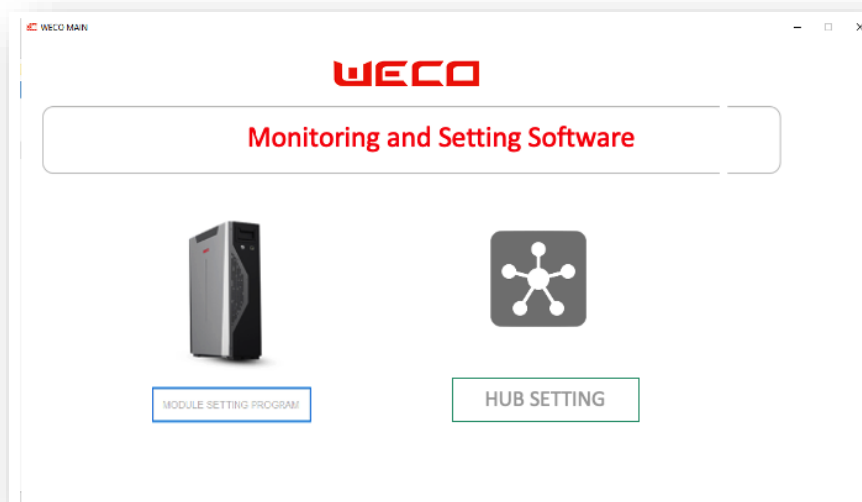 WECO MAIN
WECO
Monitoring and Setting Software
MODULE SETTING PROGRAM
HUB SETTING